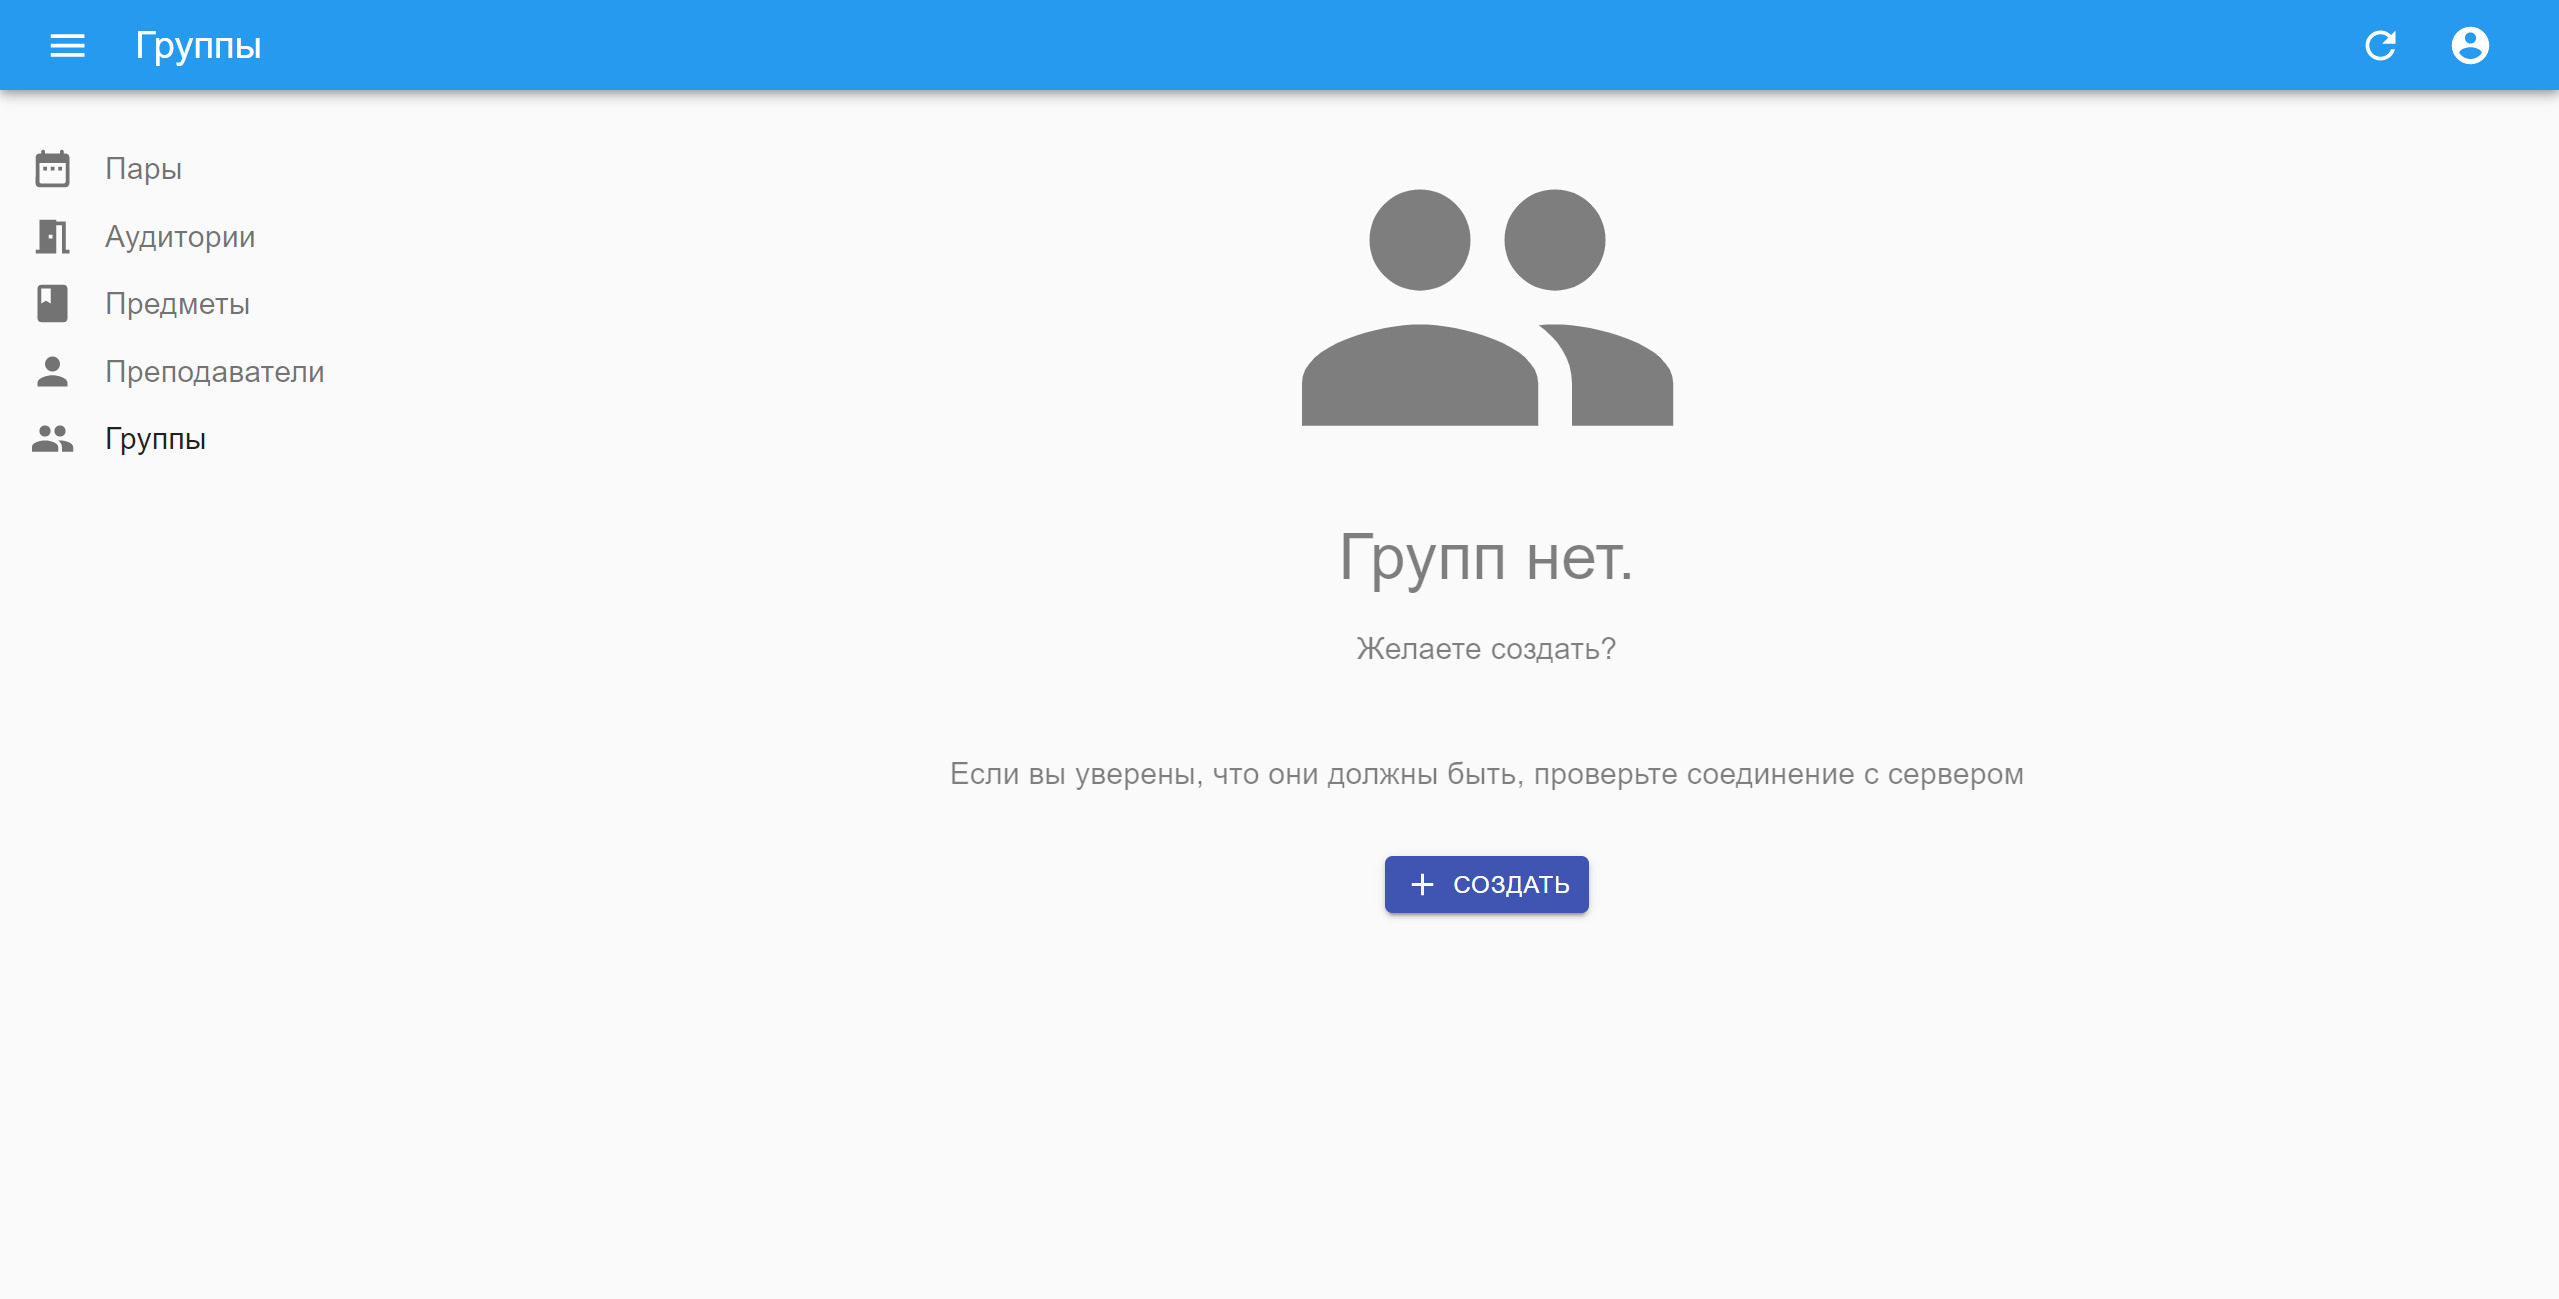 Группы
Пары
Аудитории
Предметы
Преподаватели
Группы
Групп нет.
Желаете создать?
Если вы уверены, что они должны быть, проверьте соединение с сервером
СОЗДАТЬ